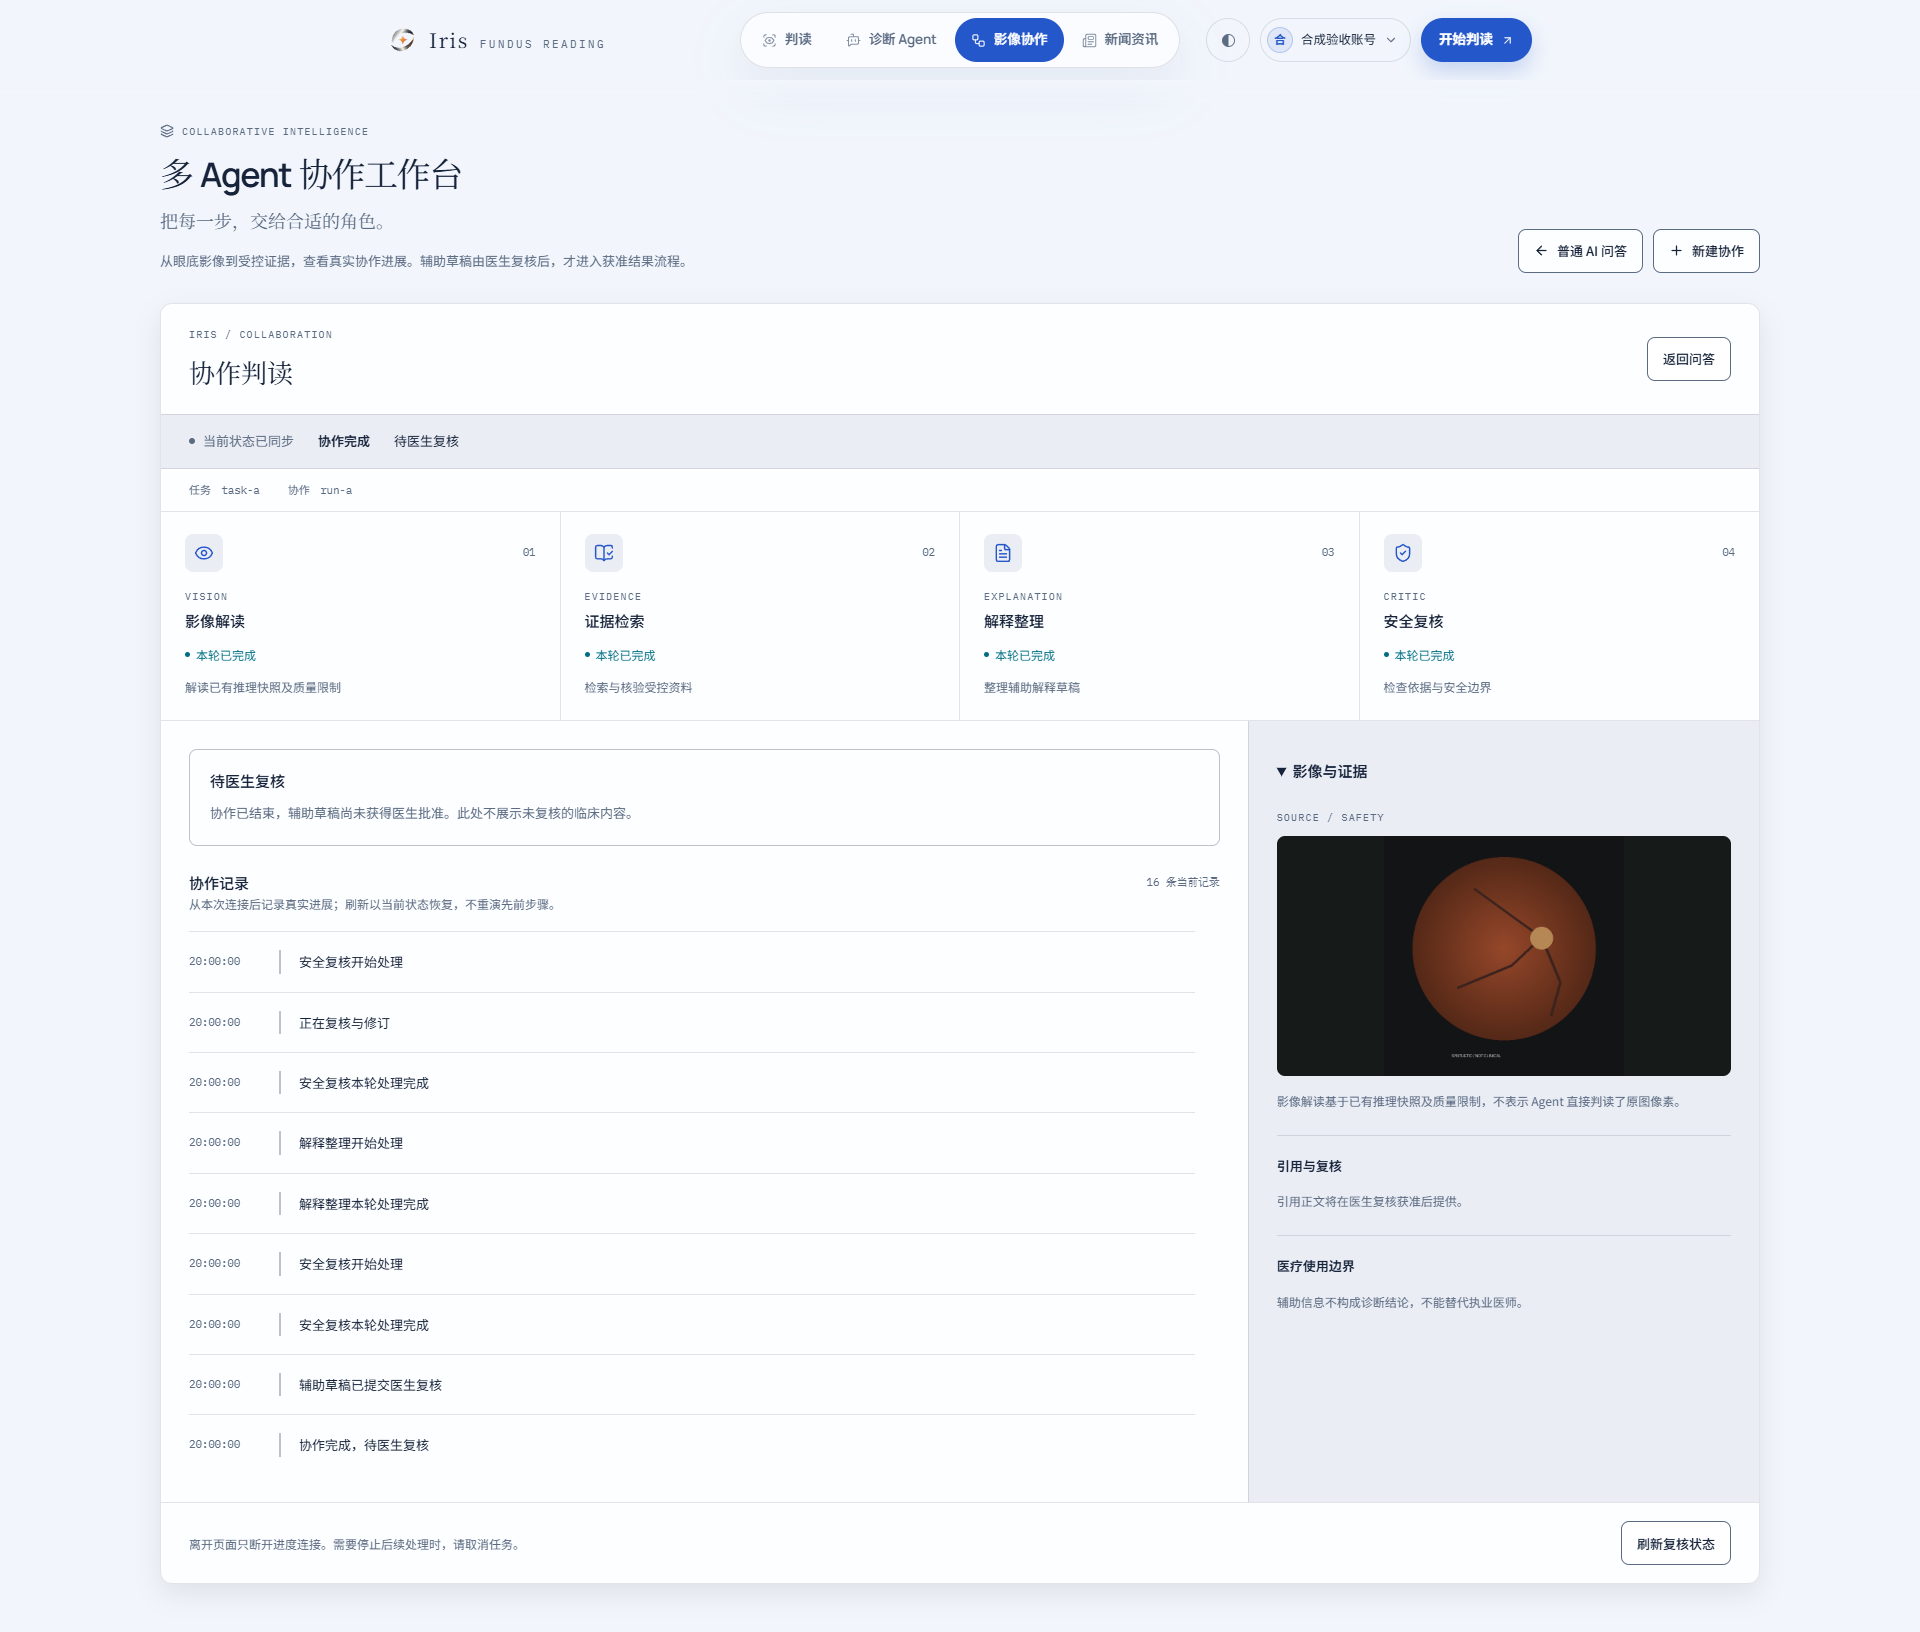 Iris FUNDUS READING
判读
诊断 Agent
影像协作
新闻资讯
合
合成验收账号
开始判读
COLLABORATIVE INTELLIGENCE
多 Agent 协作工作台
把每一步，交给合适的角色。
从眼底影像到受控证据，查看真实协作进展。辅助草稿由医生复核后，才进入获准结果流程。
普通 AI 问答
新建协作
IRIS / COLLABORATION
协作判读
返回问答
当前状态已同步 协作完成 待医生复核
任务 task-a 协作 run-a
01
VISION
影像解读
本轮已完成
解读已有推理快照及质量限制
02
EVIDENCE
证据检索
本轮已完成
检索与核验受控资料
03
EXPLANATION
解释整理
本轮已完成
整理辅助解释草稿
04
CRITIC
安全复核
本轮已完成
检查依据与安全边界
待医生复核
协作已结束，辅助草稿尚未获得医生批准。此处不展示未复核的临床内容。
协作记录
16 条当前记录
从本次连接后记录真实进展；刷新以当前状态恢复，不重演先前步骤。
20:00:00 安全复核开始处理
20:00:00 正在复核与修订
20:00:00 安全复核本轮处理完成
20:00:00 解释整理开始处理
20:00:00 解释整理本轮处理完成
20:00:00 安全复核开始处理
20:00:00 安全复核本轮处理完成
20:00:00 辅助草稿已提交医生复核
20:00:00 协作完成，待医生复核
影像与证据
SOURCE / SAFETY
影像解读基于已有推理快照及质量限制，不表示 Agent 直接判读了原图像素。
引用与复核
引用正文将在医生复核获准后提供。
医疗使用边界
辅助信息不构成诊断结论，不能替代执业医师。
离开页面只断开进度连接。需要停止后续处理时，请取消任务。
刷新复核状态